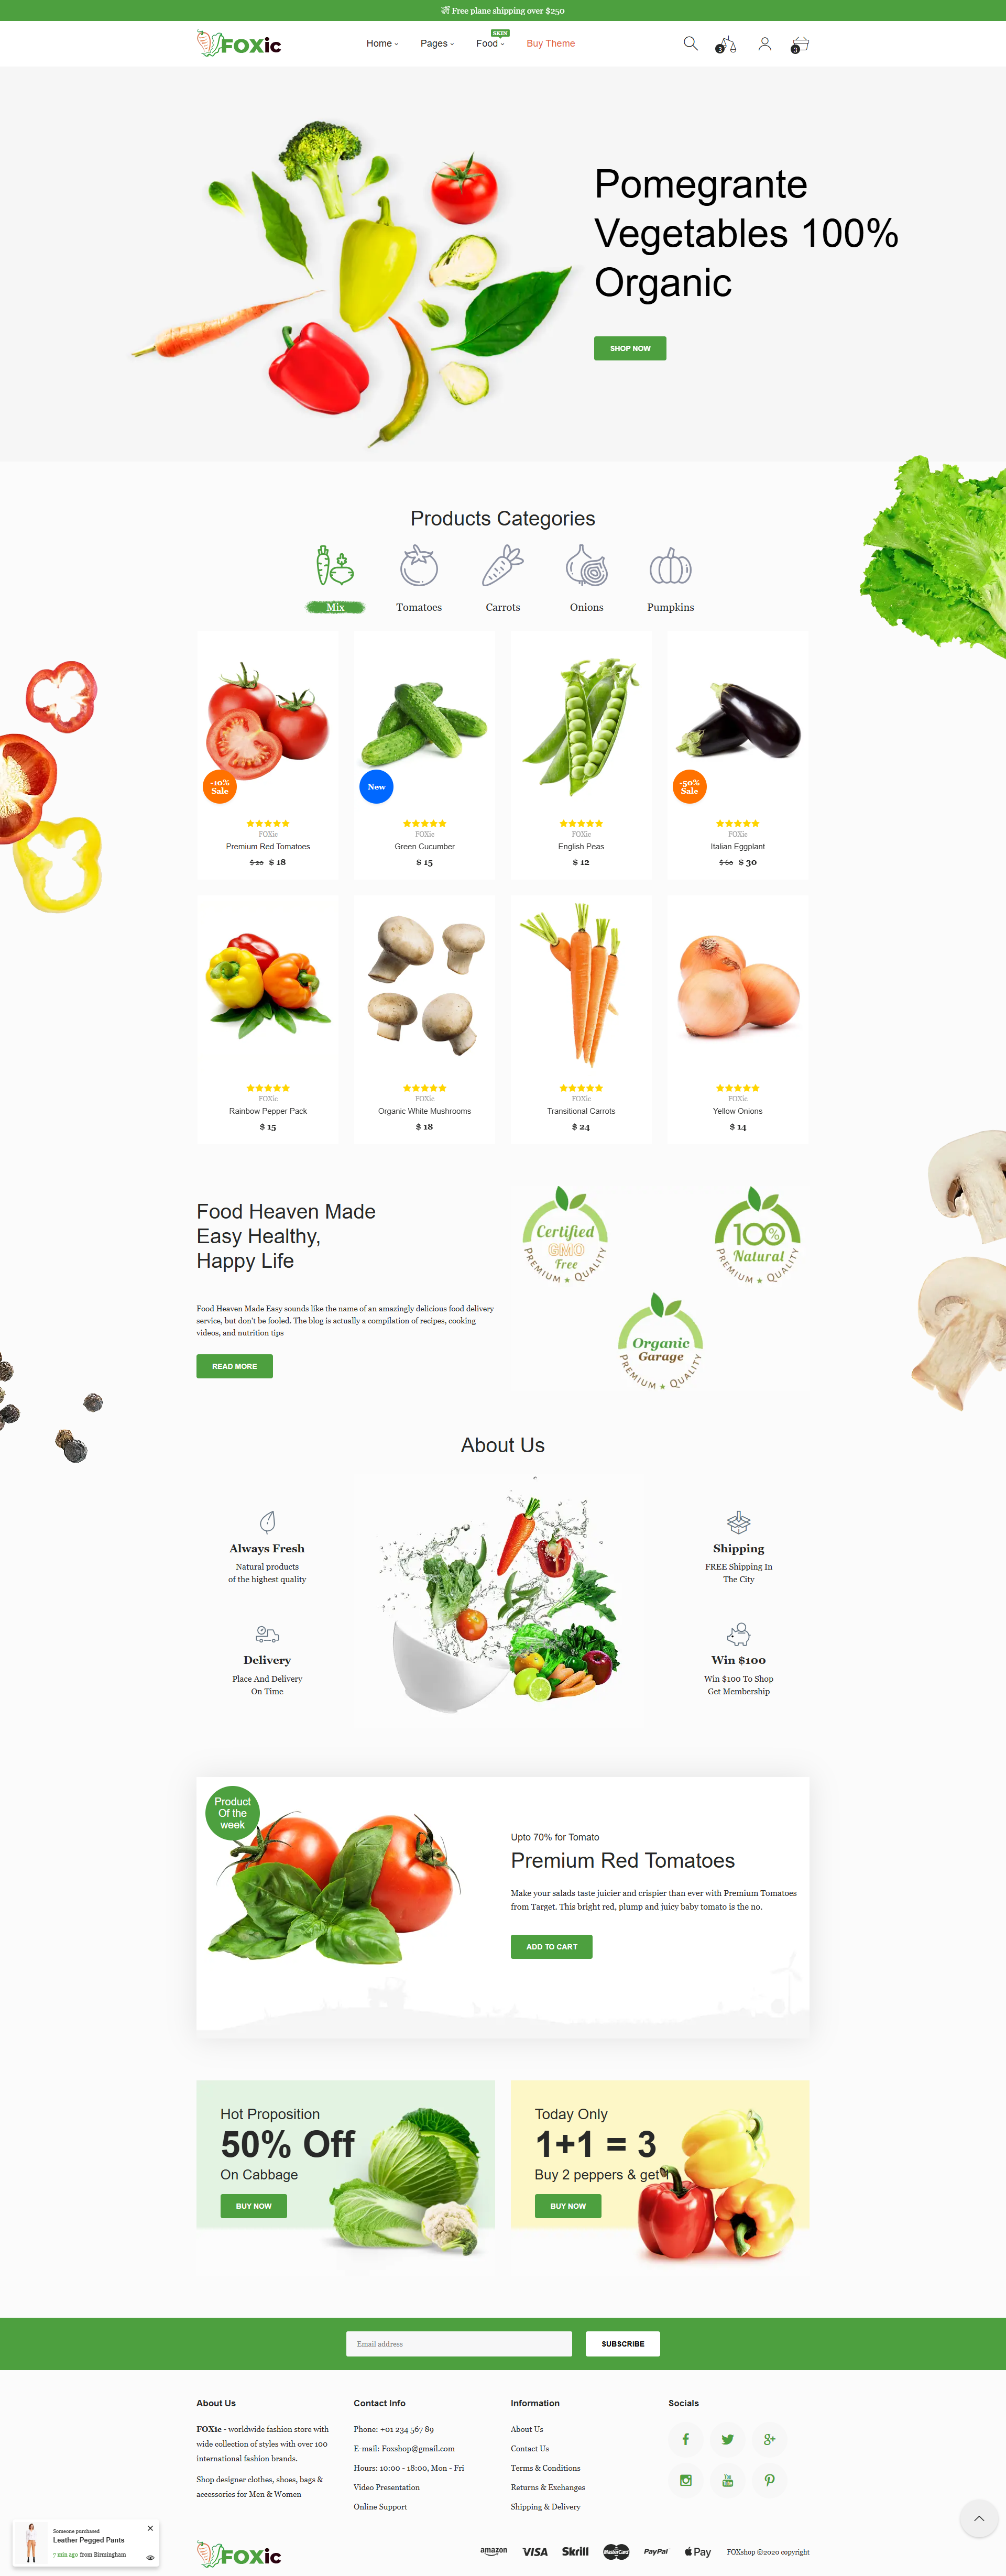 Free plane shipping over $250
FOXic
Home
Pages
Food
SKIN
Buy Theme
3
3
Pomegrante
Vegetables 100%
Organic
SHOP NOW
Products Categories
Mix
Tomatoes
Carrots
Onions
Pumpkins
-10%
Sale
FOXic
Premium Red Tomatoes
$ 20 $ 18
New
FOXic
Green Cucumber
$ 15
FOXic
English Peas
$ 12
-50%
Sale
FOXic
Italian Eggplant
$ 60 $ 30
FOXic
Rainbow Pepper Pack
$ 15
FOXic
Organic White Mushrooms
$ 18
FOXic
Transitional Carrots
$ 24
FOXic
Yellow Onions
$ 14
Food Heaven Made
Easy Healthy,
Happy Life
Food Heaven Made Easy sounds like the name of an amazingly delicious food delivery
service, but don't be fooled. The blog is actually a compilation of recipes, cooking
videos, and nutrition tips
READ MORE
Certified
GMO
Free
PREMIUM ★ QUALITY
100%
Natural
PREMIUM ★ QUALITY
Organic
Garage
PREMIUM ★ QUALITY
About Us
Always Fresh
Natural products
of the highest quality
Delivery
Place And Delivery
On Time
Shipping
FREE Shipping In
The City
Win $100
Win $100 To Shop
Get Membership
Product
Of the
week
Upto 70% for Tomato
Premium Red Tomatoes
Make your salads taste juicier and crispier than ever with Premium Tomatoes
from Target. This bright red, plump and juicy baby tomato is the no.
ADD TO CART
Hot Proposition
50% Off
On Cabbage
BUY NOW
Today Only
1+1 = 3
Buy 2 peppers & get
BUY NOW
Email address
SUBSCRIBE
About Us
FOXic - worldwide fashion store with
wide collection of styles with over 100
international fashion brands.
Shop designer clothes, shoes, bags &
accessories for Men & Women
Contact Info
Phone: +01 234 567 89
E-mail: Foxshop@gmail.com
Hours: 10:00 - 18:00, Mon - Fri
Video Presentation
Online Support
Information
About Us
Contact Us
Terms & Conditions
Returns & Exchanges
Shipping & Delivery
Socials
You
Tube
Someone purchased
Leather Pegged Pants
7 min ago from Birmingham
FOXic
amazon
VISA
Skrill
MasterCard
PayPal
Pay
FOXshop ©2020 copyright